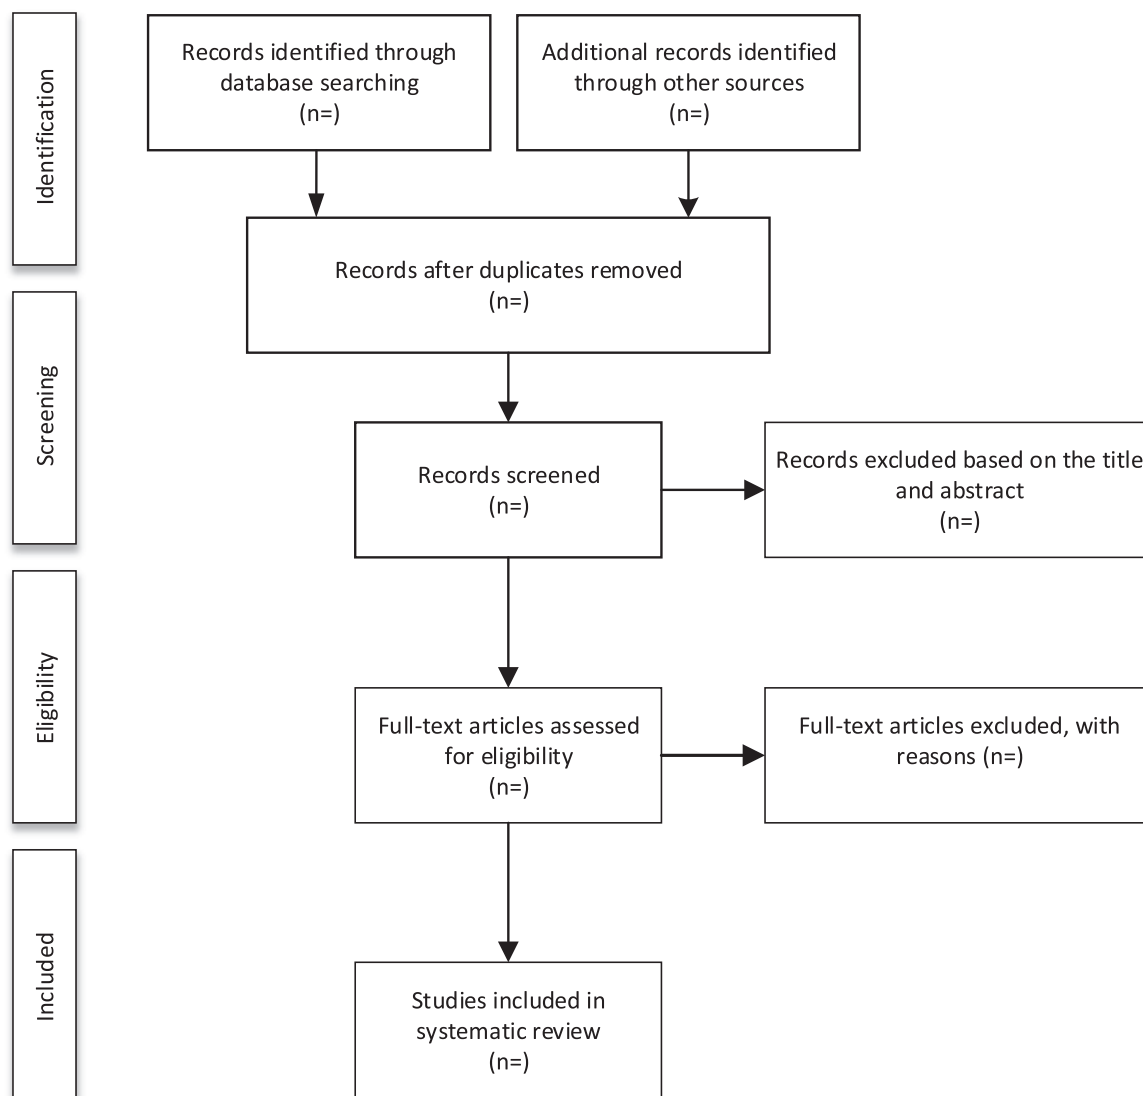 Identification
Records identified through
database searching
(n=)
Additional records identified
through other sources
(n=)
Records after duplicates removed
(n=)
Screening
Records screened
(n=)
Records excluded based on the title
and abstract
(n=)
Eligibility
Full-text articles assessed
for eligibility
(n=)
Full-text articles excluded, with
reasons (n=)
Included
Studies included in
systematic review
(n=)